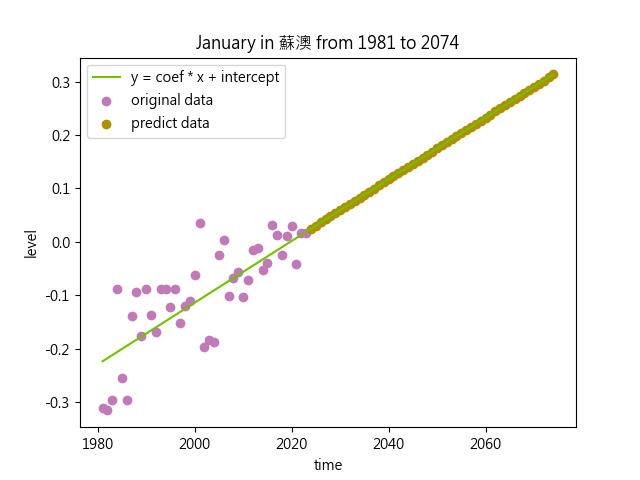 January in 蘇澳 from 1981 to 2074
y = coef * x + intercept
original data
predict data
level
0.3
0.2
0.1
0.0
-0.1
-0.2
-0.3
1980 2000 2020 2040 2060
time